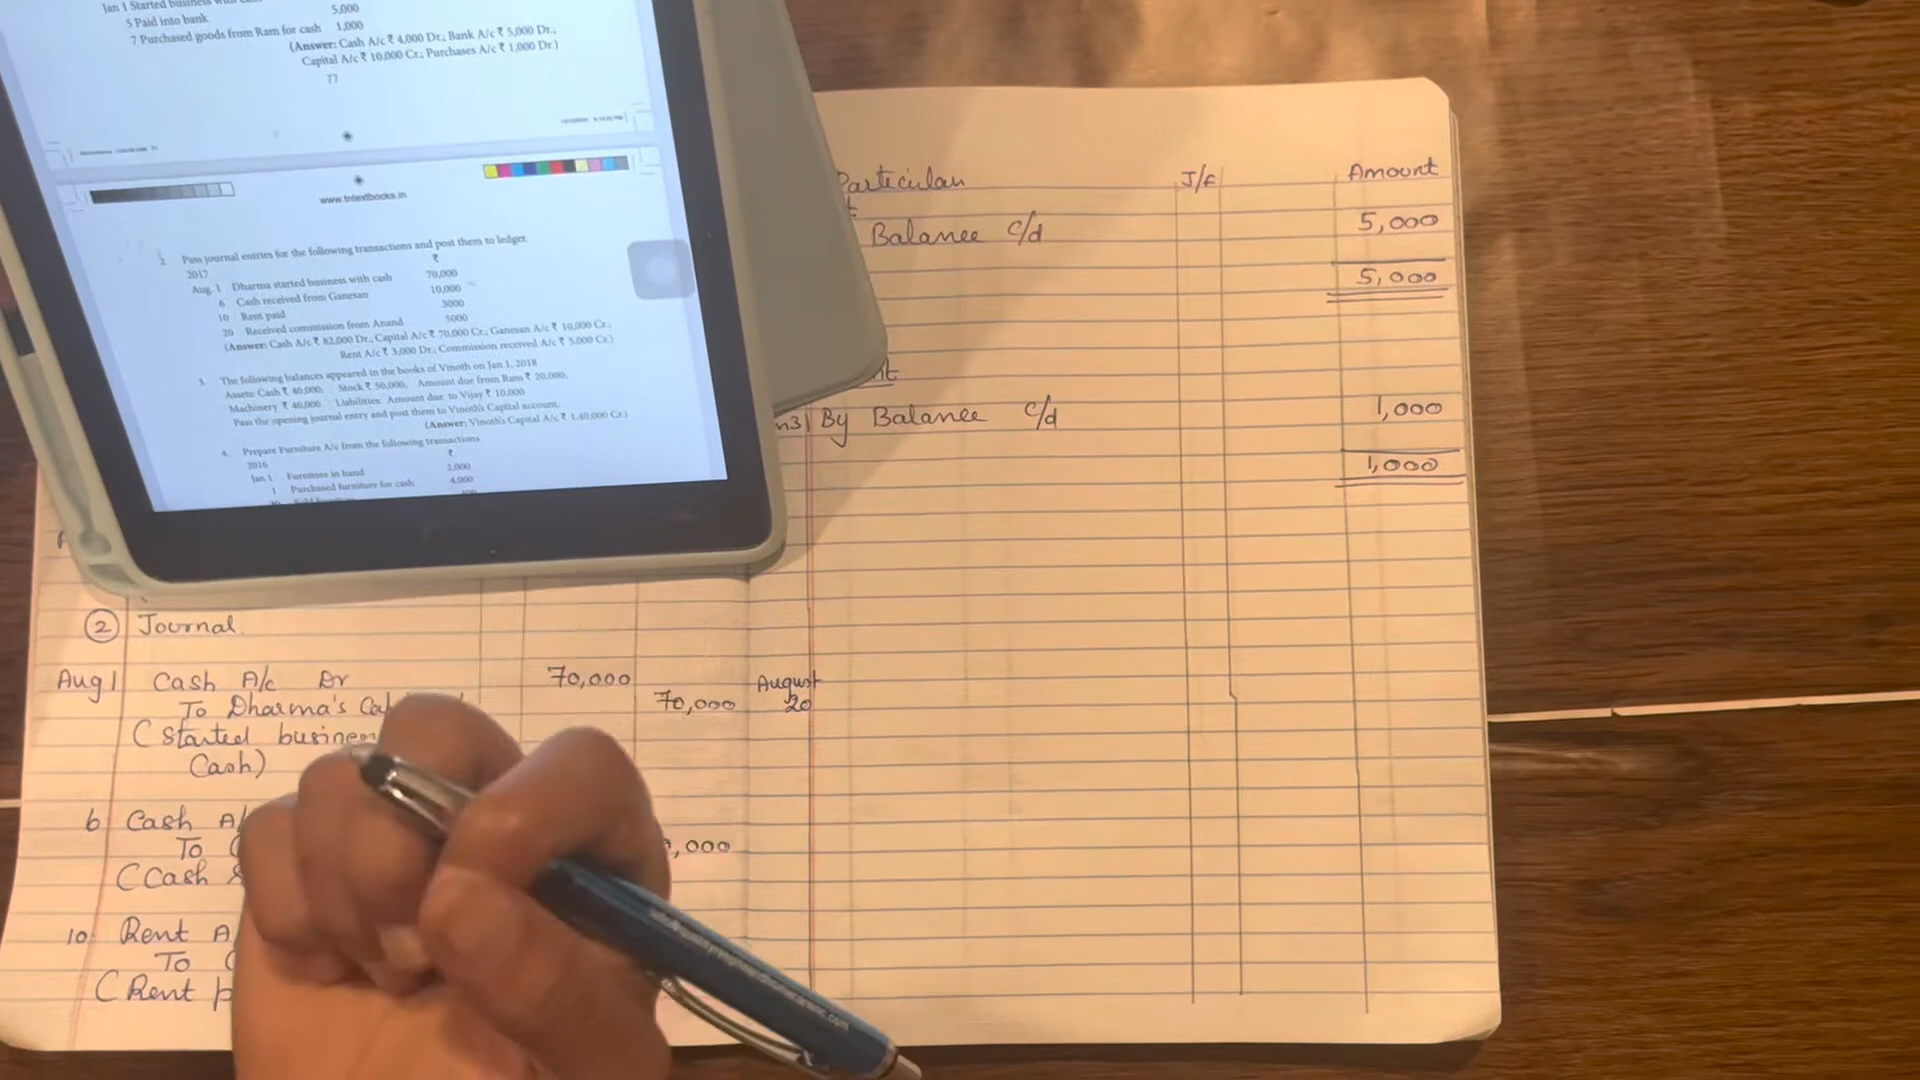 Jan 1 Started business with
5,000
5 Paid into bank
7 Purchased goods from Ram for cash 1,000
(Answer: Cash A/c ₹ 4,000 Dr.; Bank A/c ₹ 5,000 Dr.,
Capital A/c ₹ 10,000 Cr.; Purchases A/c ₹ 1,000 Dr.)
77
www.tntextbooks.in
2. Pass journal entries for the following transactions and post them to ledger.
2017 ₹
Aug. 1 Dharma started business with cash 70,000
6 Cash received from Ganesan 10,000
10 Rent paid 3000
20 Received commission from Anand 5000
(Answer: Cash A/c ₹ 82,000 Dr.; Capital A/c ₹ 70,000 Cr.; Ganesan A/c ₹ 10,000 Cr.,
Rent A/c ₹ 3,000 Dr.; Commission received A/c ₹ 5,000 Cr.)
3. The following balances appeared in the books of Vinoth on Jan 1, 2018
Assets: Cash ₹ 40,000, Stock ₹ 50,000, Amount due from Ram ₹ 20,000,
Machinery ₹ 40,000 Liabilities: Amount due to Vijay ₹ 10,000
Pass the opening journal entry and post them to Vinoth's Capital account.
(Answer: Vinoth's Capital A/c ₹ 1,40,000 Cr.)
4. Prepare Furniture A/c from the following transactions
2016 ₹
Jan 1 Furniture in hand 2,000
1 Purchased furniture for cash 4,000
Particulars J/F Amount
Balance c/d 5,000
5,000
By Balance c/d 1,000
1,000
② Journal
Aug 1 Cash A/c Dr 70,000
To Dharma's 70,000
(Started business
Cash)
August
20
6 Cash
To ,000
(Cash
10 Rent
To
(Rent